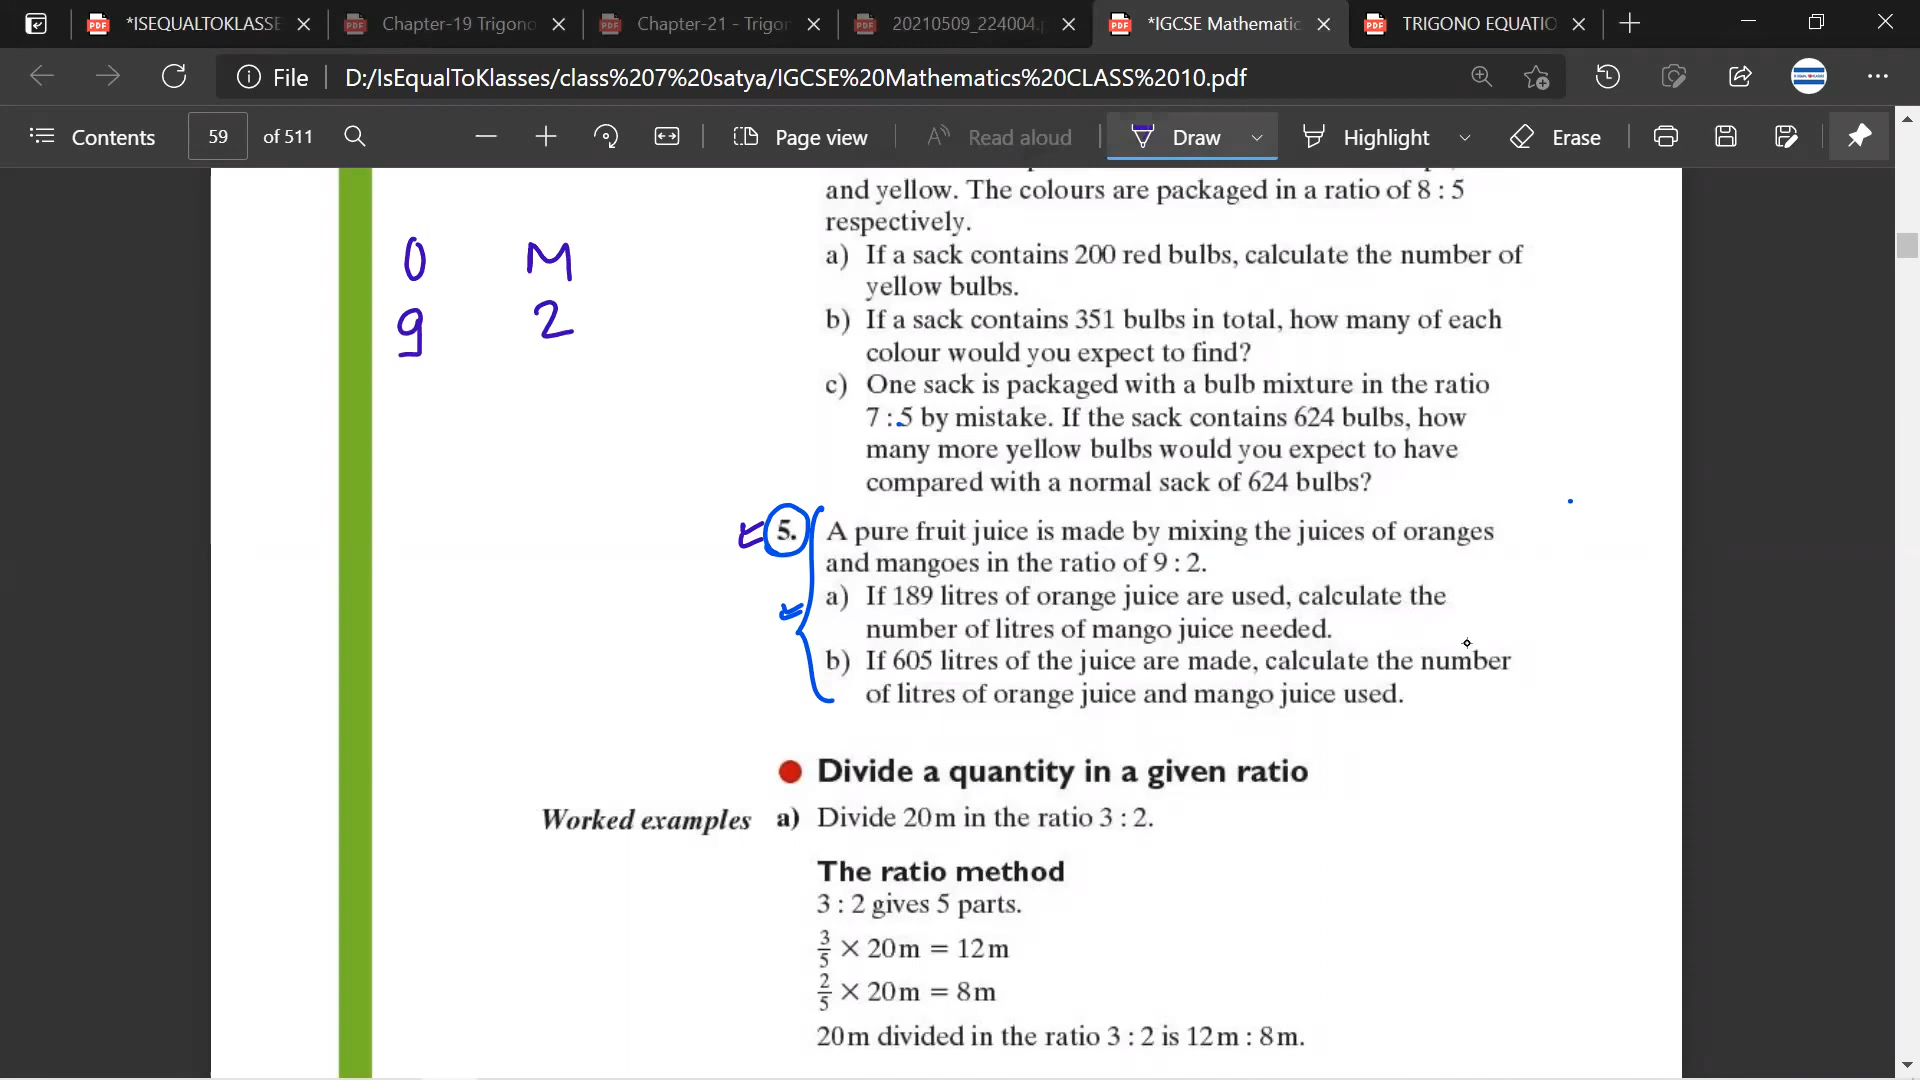 *ISEQUALTOKLASSE
Chapter-19 Trigono
Chapter-21 - Trigor
20210509_224004.p
*IGCSE Mathematic
TRIGONO EQUATIO
File
D:/IsEqualToKlasses/class%207%20satya/IGCSE%20Mathematics%20CLASS%2010.pdf
Contents
59
of 511
Page view
Read aloud
Draw
Highlight
Erase
and yellow. The colours are packaged in a ratio of 8 : 5
respectively.
O M
9 2
a) If a sack contains 200 red bulbs, calculate the number of
yellow bulbs.
b) If a sack contains 351 bulbs in total, how many of each
colour would you expect to find?
c) One sack is packaged with a bulb mixture in the ratio
7 : 5 by mistake. If the sack contains 624 bulbs, how
many more yellow bulbs would you expect to have
compared with a normal sack of 624 bulbs?
5. A pure fruit juice is made by mixing the juices of oranges
and mangoes in the ratio of 9 : 2.
a) If 189 litres of orange juice are used, calculate the
number of litres of mango juice needed.
b) If 605 litres of the juice are made, calculate the number
of litres of orange juice and mango juice used.
Divide a quantity in a given ratio
Worked examples a) Divide 20 m in the ratio 3 : 2.
The ratio method
3 : 2 gives 5 parts.
3/5 × 20 m = 12 m
2/5 × 20 m = 8 m
20 m divided in the ratio 3 : 2 is 12 m : 8 m.